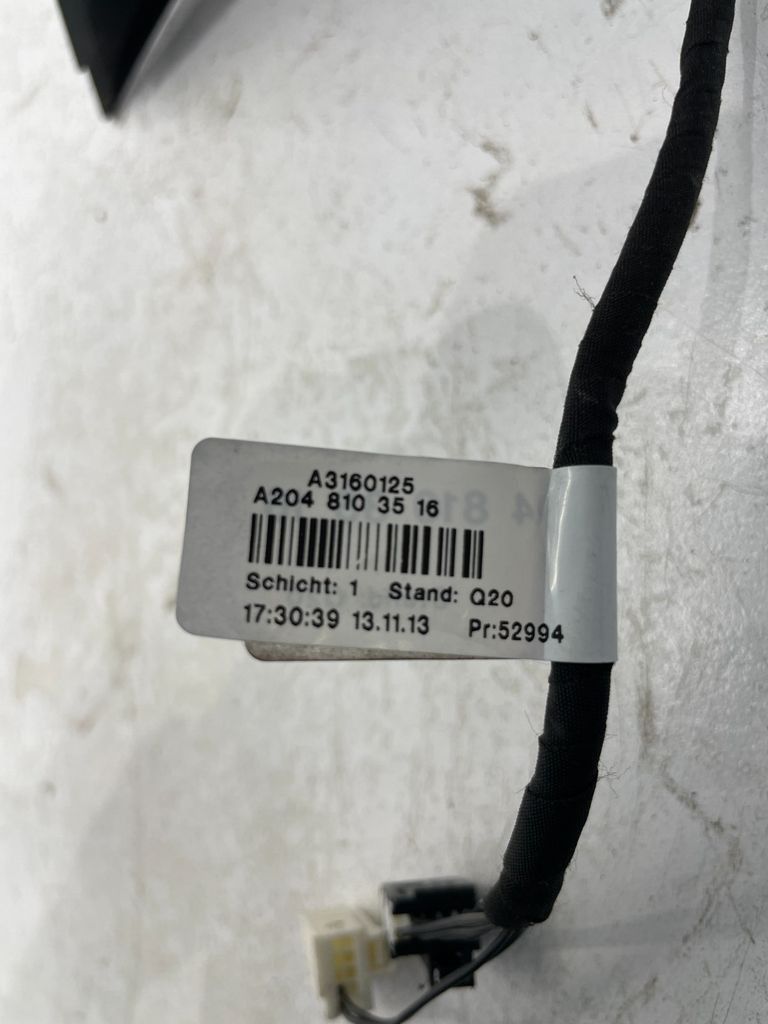 A3160125
A204 810 35 16
Schicht: 1 Stand: Q20
17:30:39 13.11.13 Pr:52994